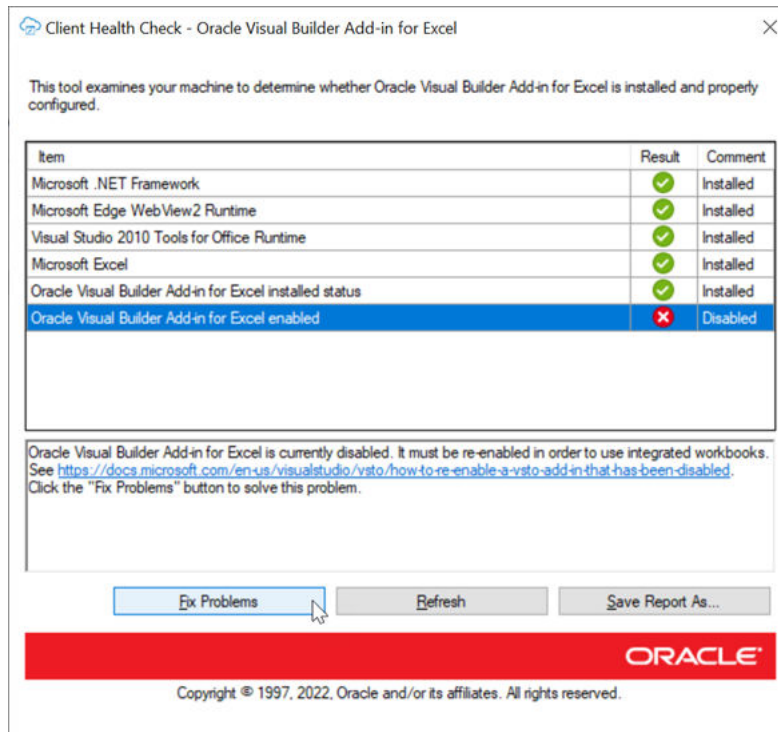 Client Health Check - Oracle Visual Builder Add-in for Excel
This tool examines your machine to determine whether Oracle Visual Builder Add-in for Excel is installed and properly
configured.
Item Result Comment
Microsoft .NET Framework Installed
Microsoft Edge WebView2 Runtime Installed
Visual Studio 2010 Tools for Office Runtime Installed
Microsoft Excel Installed
Oracle Visual Builder Add-in for Excel installed status Installed
Oracle Visual Builder Add-in for Excel enabled Disabled
Oracle Visual Builder Add-in for Excel is currently disabled. It must be re-enabled in order to use integrated workbooks.
See https://docs.microsoft.com/en-us/visualstudio/vsto/how-to-re-enable-a-vsto-add-in-that-has-been-disabled.
Click the "Fix Problems" button to solve this problem.
Fix Problems Refresh Save Report As...
ORACLE
Copyright © 1997, 2022, Oracle and/or its affiliates. All rights reserved.